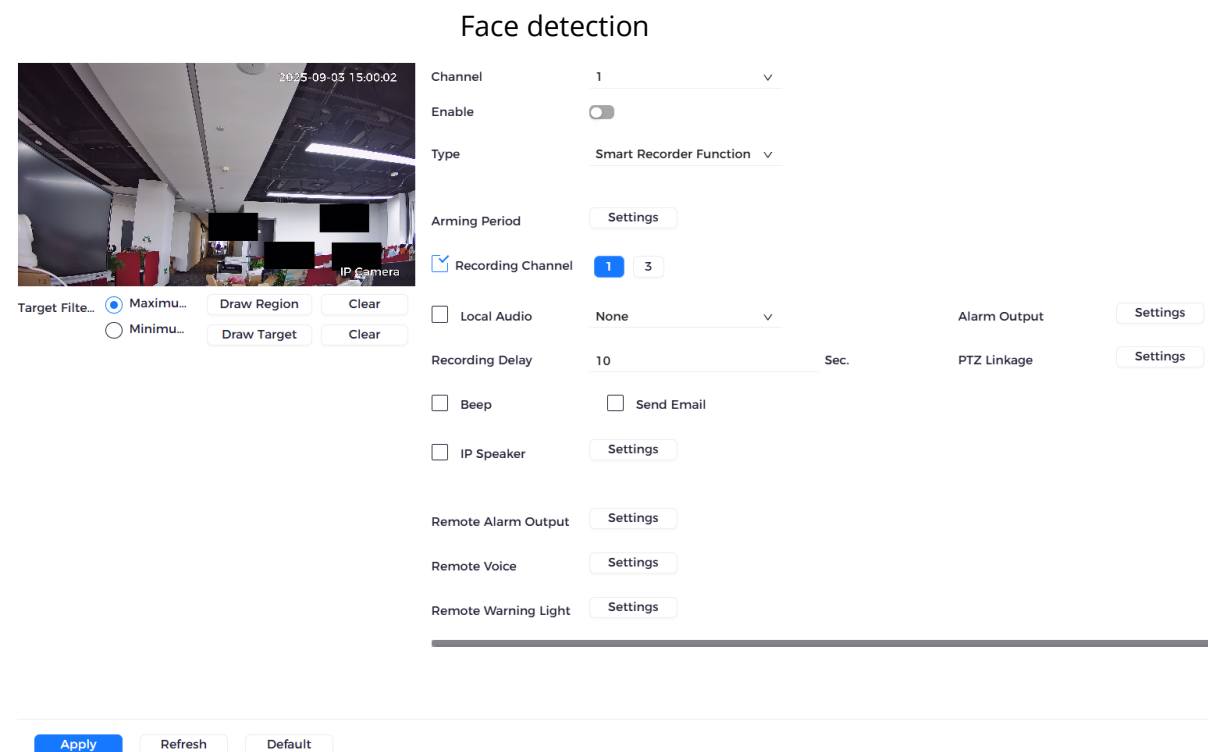 Face detection
2025-09-03 15:00:02
IP Camera
Target Filte...
Maximu...
Draw Region
Clear
Minimu...
Draw Target
Clear
Channel
1
Enable
Type
Smart Recorder Function
Arming Period
Settings
Recording Channel
1
3
Local Audio
None
Alarm Output
Settings
Recording Delay
10
Sec.
PTZ Linkage
Settings
Beep
Send Email
IP Speaker
Settings
Remote Alarm Output
Settings
Remote Voice
Settings
Remote Warning Light
Settings
Apply
Refresh
Default